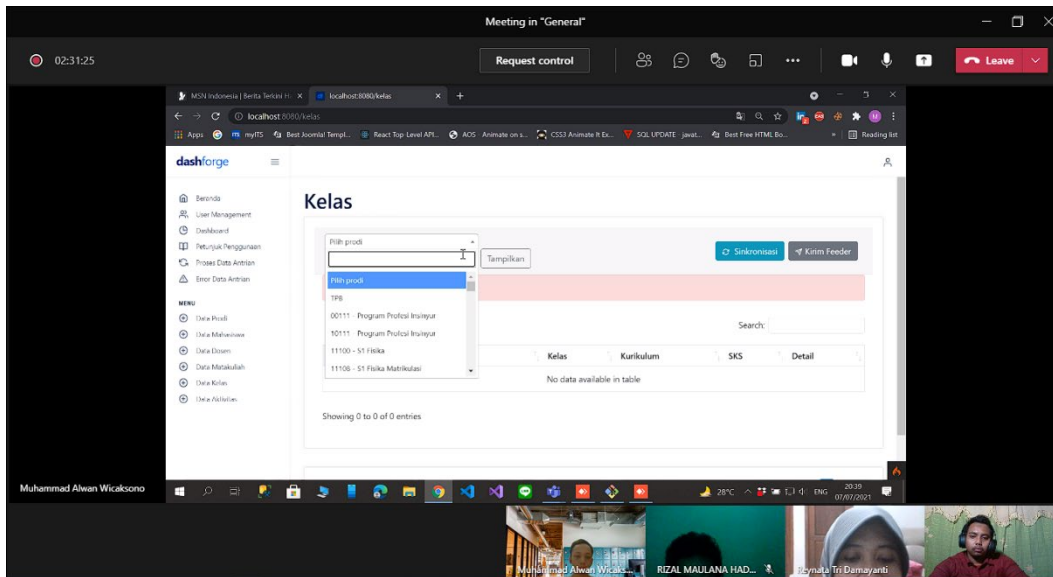 Meeting in "General"
02:31:25
Request control
Leave
MSN Indonesia | Berita Terkini H
localhost:8080/kelas
localhost:8080/kelas
Apps
myITS
Best Joomla! Templ...
React Top-Level API...
AOS - Animate on s...
CSS3 Animate It Ex...
SQL UPDATE - javat...
Best Free HTML Bo...
Reading list
dashforge
Beranda
User Management
Dashboard
Petunjuk Penggunaan
Proses Data Antrian
Error Data Antrian
MENU
Data Prodi
Data Mahasiswa
Data Dosen
Data Matakuliah
Data Kelas
Data Aktivitas
Kelas
Pilih prodi
Tampilkan
Sinkronisasi
Kirim Feeder
Pilih prodi
TPB
00111 - Program Profesi Insinyur
10111 - Program Profesi Insinyur
11100 - S1 Fisika
11106 - S1 Fisika Matrikulasi
Search:
Kelas
Kurikulum
SKS
Detail
No data available in table
Showing 0 to 0 of 0 entries
Muhammad Alwan Wicaksono
28°C
ENG
20:39
07/07/2021
Muhammad Alwan Wicaks...
RIZAL MAULANA HAD...
Reynata Tri Damayanti